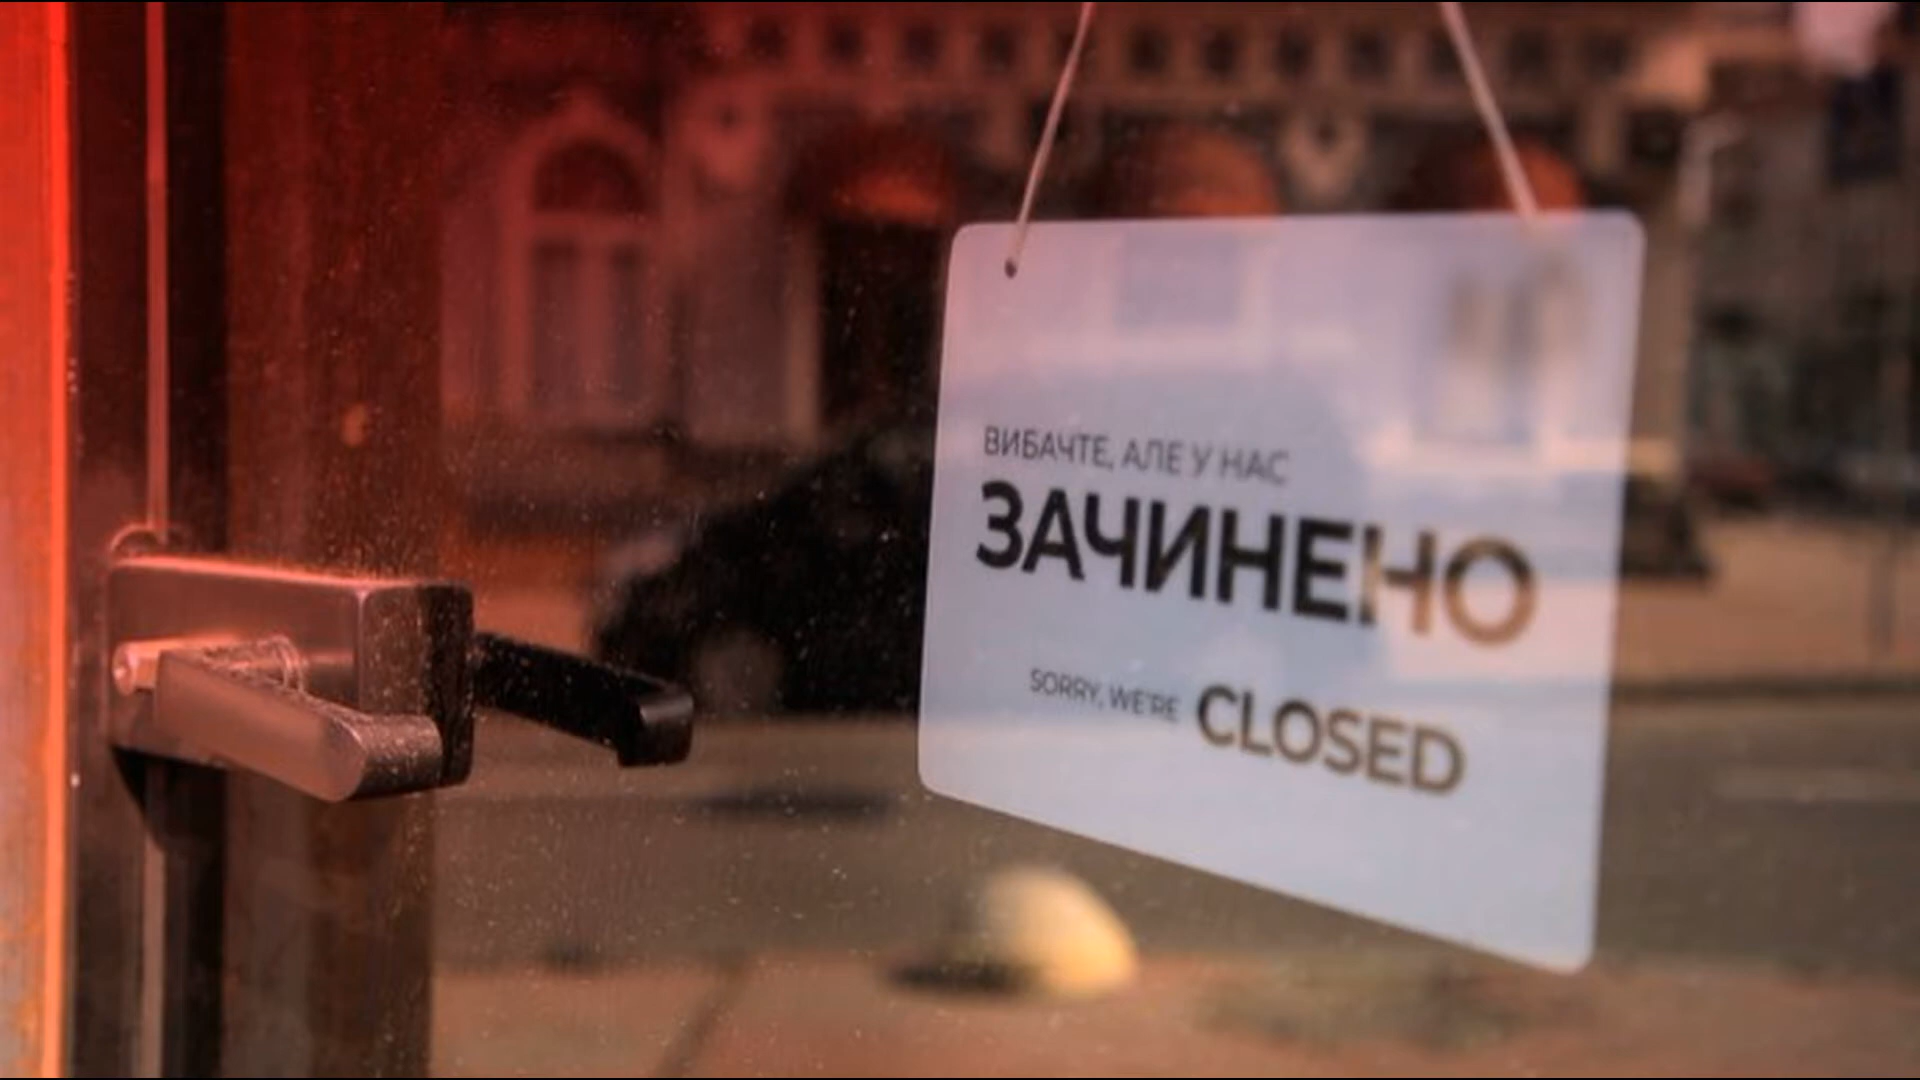 ВИБАЧТЕ, АЛЕ У НАС
ЗАЧИНЕНО
SORRY, WE'RE CLOSED